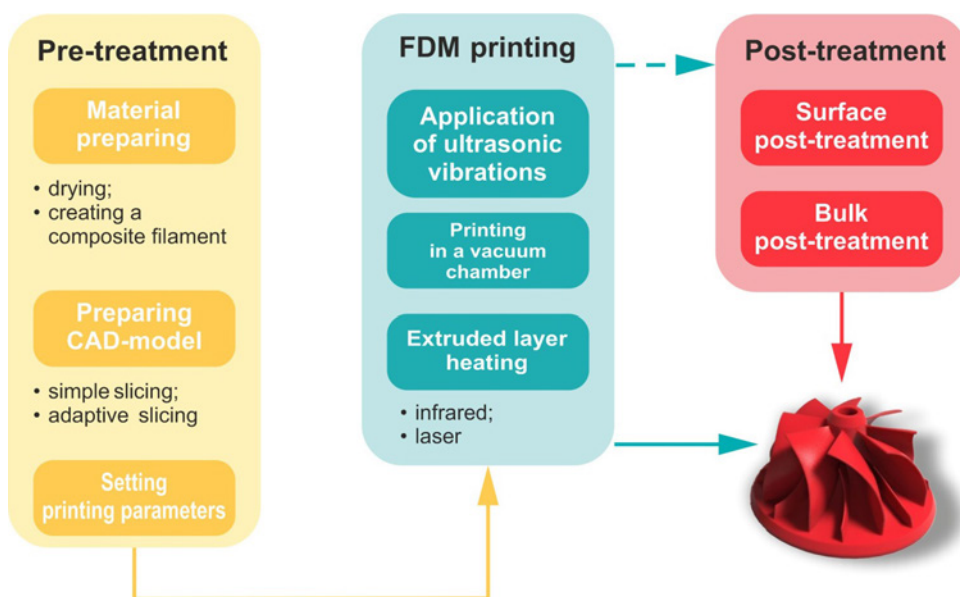 Pre-treatment
Material
preparing
• drying;
• creating a
composite filament
Preparing
CAD-model
• simple slicing;
• adaptive slicing
Setting
printing parameters
FDM printing
Application
of ultrasonic
vibrations
Printing
in a vacuum
chamber
Extruded layer
heating
• infrared;
• laser
Post-treatment
Surface
post-treatment
Bulk
post-treatment